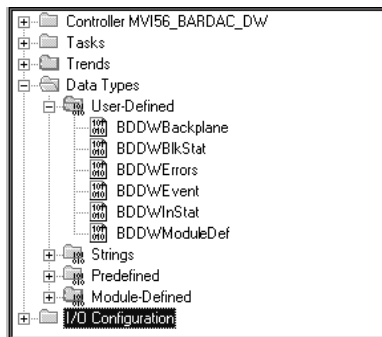 Controller MVI56_BARDAC_DW
Tasks
Trends
Data Types
User-Defined
BDDWBackplane
BDDWBlkStat
BDDWErrors
BDDWEvent
BDDWInStat
BDDWModuleDef
Strings
Predefined
Module-Defined
I/O Configuration